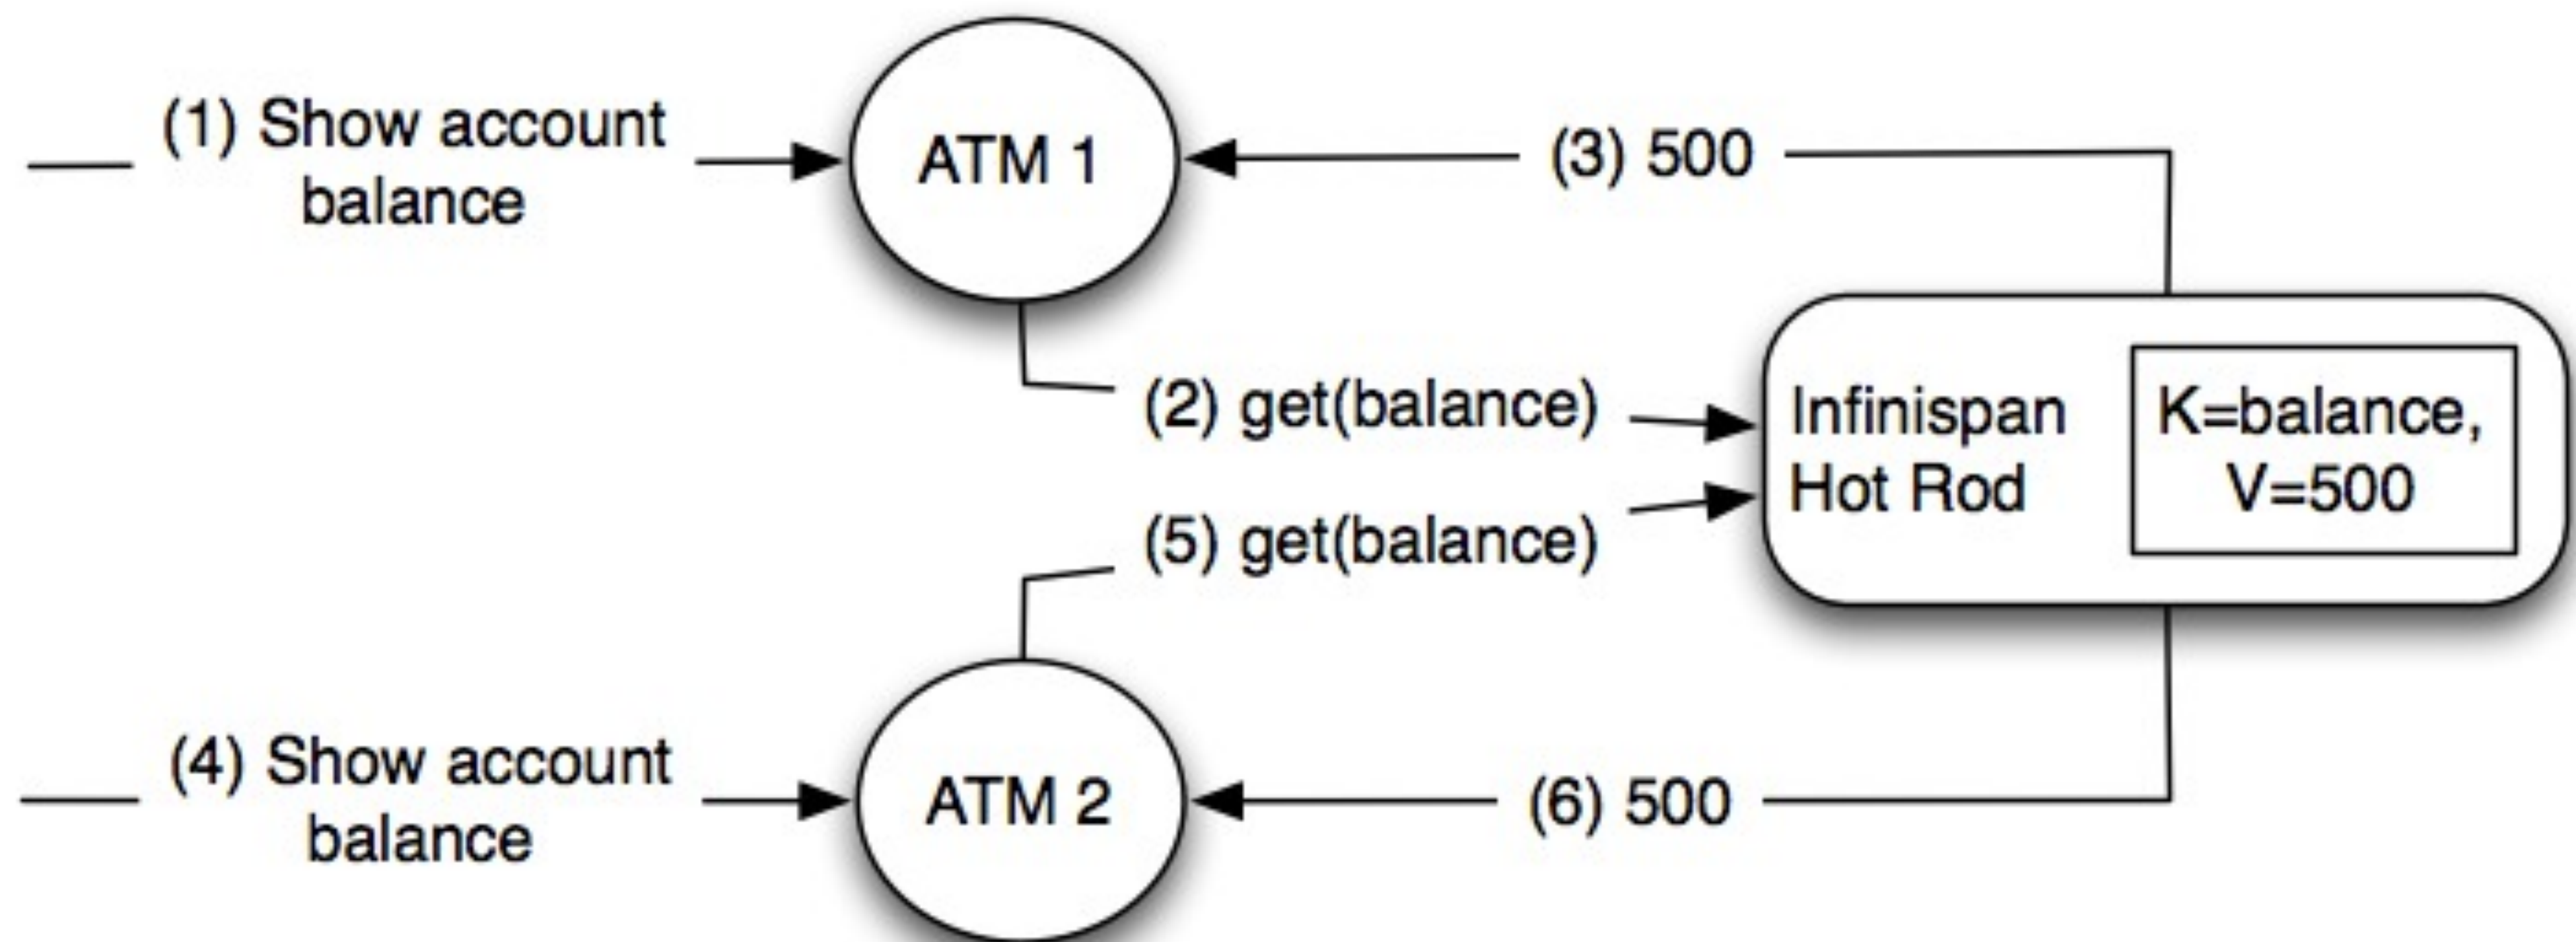 (1) Show account
balance
ATM 1
(3) 500
(2) get(balance)
Infinispan
Hot Rod
K=balance,
V=500
(5) get(balance)
(4) Show account
balance
ATM 2
(6) 500